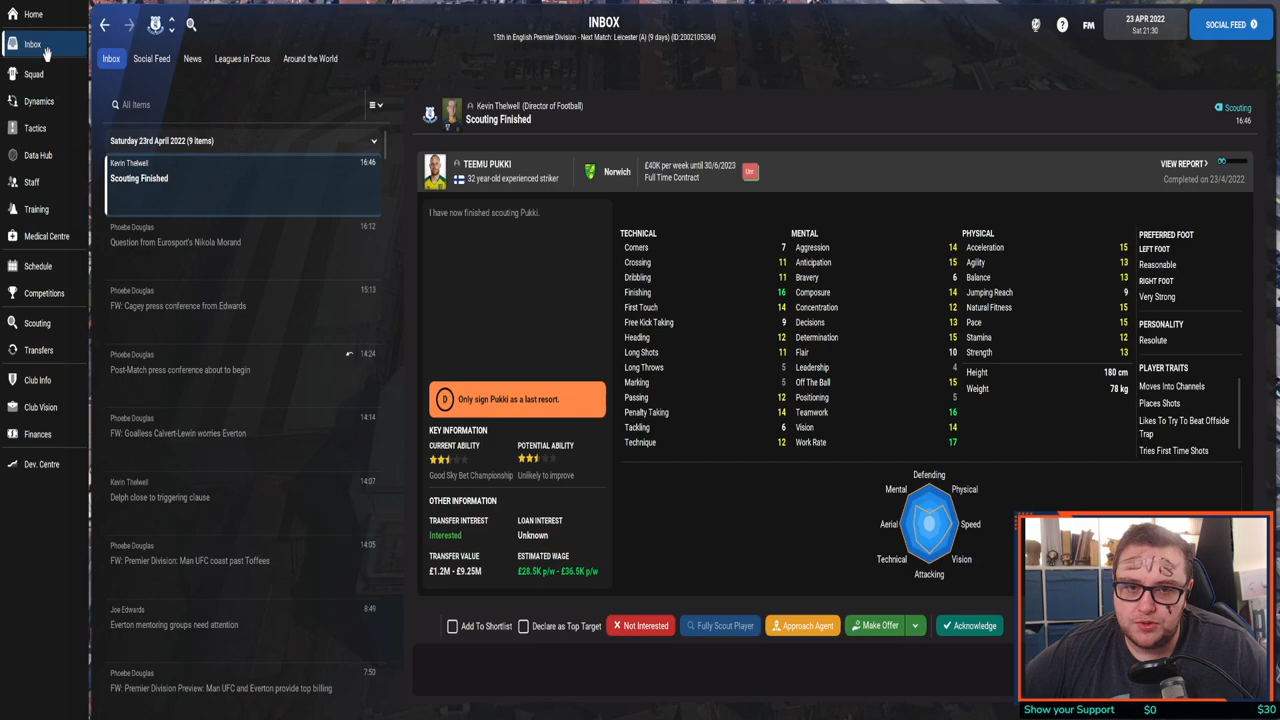 Home
Inbox
Squad
Dynamics
Tactics
Data Hub
Staff
Training
Medical Centre
Schedule
Competitions
Scouting
Transfers
Club Info
Club Vision
Finances
Dev. Centre
INBOX
15th in English Premier Division - Next Match: Leicester (A) (9 days) (ID:2002105384)
FM
23 APR 2022
Sat 21:30
SOCIAL FEED
Inbox
Social Feed
News
Leagues in Focus
Around the World
All Items
Saturday 23rd April 2022 (9 items)
Kevin Thelwell 16:46
Scouting Finished
Phoebe Douglas 16:12
Question from Eurosport's Nikola Morand
Phoebe Douglas 15:13
FW: Cagey press conference from Edwards
Phoebe Douglas 14:24
Post-Match press conference about to begin
Phoebe Douglas 14:14
FW: Goalless Calvert-Lewin worries Everton
Kevin Thelwell 14:07
Delph close to triggering clause
Phoebe Douglas 14:05
FW: Premier Division: Man UFC coast past Toffees
Joe Edwards 8:49
Everton mentoring groups need attention
Phoebe Douglas 7:50
FW: Premier Division Preview: Man UFC and Everton provide top billing
Kevin Thelwell (Director of Football)
Scouting Finished
Scouting
16:46
TEEMU PUKKI
32 year-old experienced striker
Norwich
£40K per week until 30/6/2023
Full Time Contract
Unr
VIEW REPORT
Completed on 23/4/2022
I have now finished scouting Pukki.
D Only sign Pukki as a last resort.
KEY INFORMATION
CURRENT ABILITY POTENTIAL ABILITY
Good Sky Bet Championship Unlikely to improve
OTHER INFORMATION
TRANSFER INTEREST LOAN INTEREST
Interested Unknown
TRANSFER VALUE ESTIMATED WAGE
£1.2M - £9.25M £28.5K p/w - £36.5K p/w
TECHNICAL
Corners 7
Crossing 11
Dribbling 11
Finishing 16
First Touch 14
Free Kick Taking 9
Heading 12
Long Shots 11
Long Throws 5
Marking 5
Passing 12
Penalty Taking 14
Tackling 6
Technique 12
MENTAL
Aggression 14
Anticipation 15
Bravery 6
Composure 14
Concentration 12
Decisions 13
Determination 15
Flair 10
Leadership 4
Off The Ball 15
Positioning 5
Teamwork 16
Vision 14
Work Rate 17
PHYSICAL
Acceleration 15
Agility 13
Balance 13
Jumping Reach 9
Natural Fitness 15
Pace 15
Stamina 12
Strength 13
Height 180 cm
Weight 78 kg
PREFERRED FOOT
LEFT FOOT
Reasonable
RIGHT FOOT
Very Strong
PERSONALITY
Resolute
PLAYER TRAITS
Moves Into Channels
Places Shots
Likes To Try To Beat Offside
Trap
Tries First Time Shots
Defending
Mental Physical
Aerial Speed
Technical Vision
Attacking
Add To Shortlist
Declare as Top Target
Not Interested
Fully Scout Player
Approach Agent
Make Offer
Acknowledge
Show your Support $0 $30